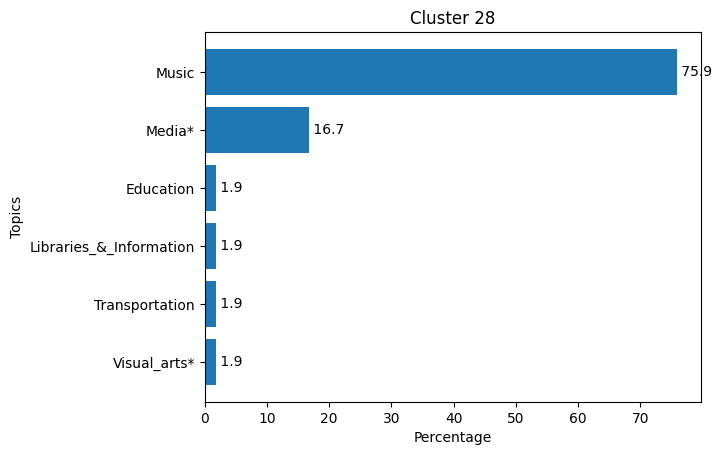 Cluster 28
Music 75.9
Media* 16.7
Education 1.9
Libraries_&_Information 1.9
Transportation 1.9
Visual_arts* 1.9
Topics
0 10 20 30 40 50 60 70
Percentage